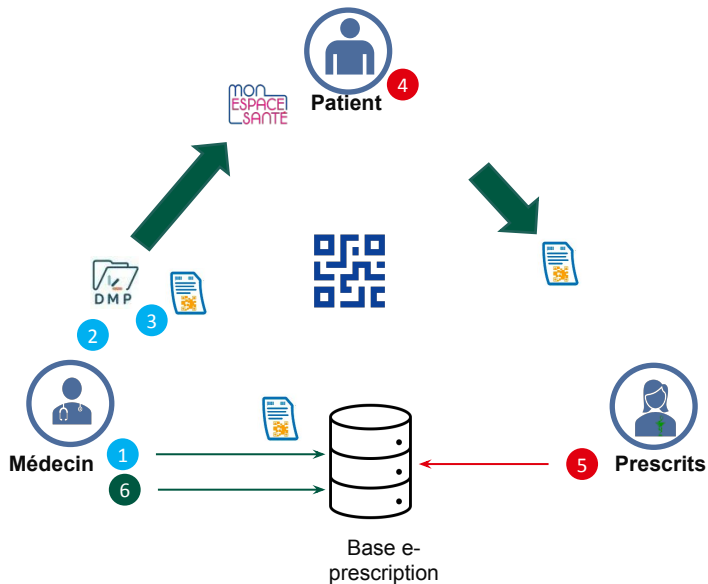 4
MON
ESPACE
SANTÉ
Patient
DMP
3
2
1
Médecin
6
5
Prescrits
Base e-
prescription